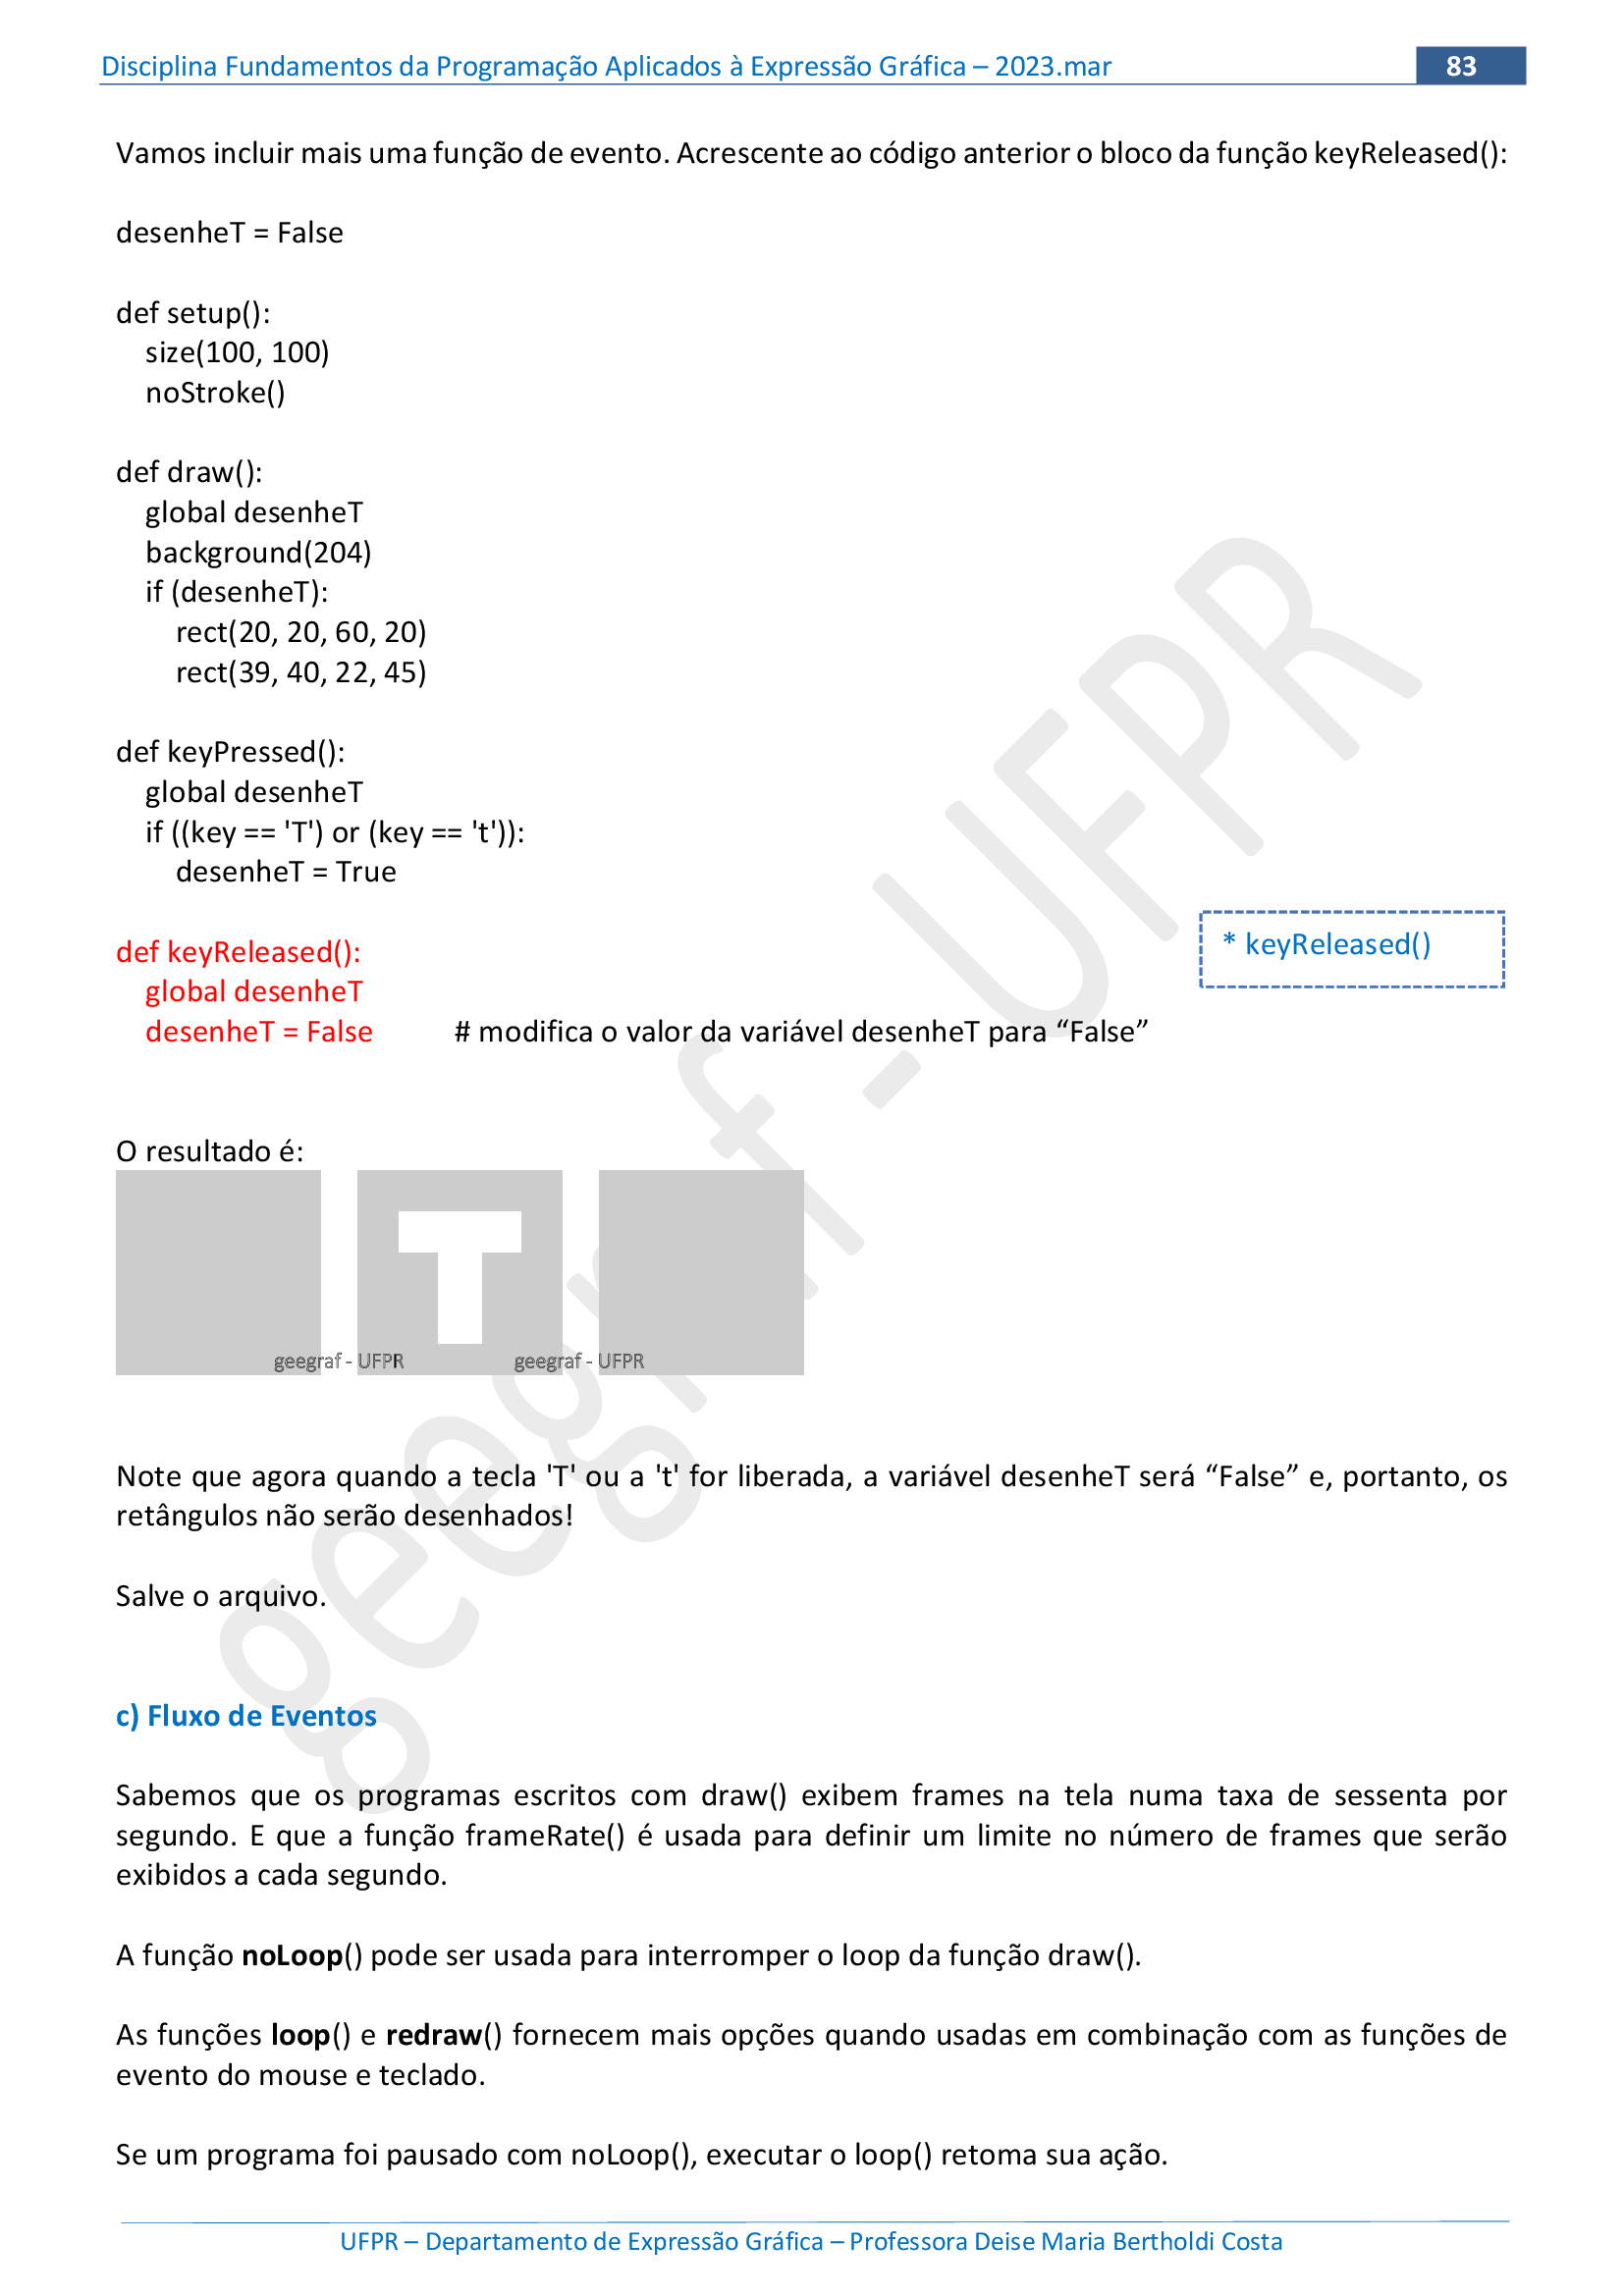 Disciplina Fundamentos da Programação Aplicados à Expressão Gráfica – 2023.mar 83
Vamos incluir mais uma função de evento. Acrescente ao código anterior o bloco da função keyReleased():
desenheT = False
def setup():
size(100, 100)
noStroke()
def draw():
global desenheT
background(204)
if (desenheT):
rect(20, 20, 60, 20)
rect(39, 40, 22, 45)
def keyPressed():
global desenheT
if ((key == 'T') or (key == 't')):
desenheT = True
* keyReleased()
def keyReleased():
global desenheT
desenheT = False # modifica o valor da variável desenheT para “False”
O resultado é:
T
geegraf - UFPR geegraf - UFPR
Note que agora quando a tecla 'T' ou a 't' for liberada, a variável desenheT será “False” e, portanto, os
retângulos não serão desenhados!
Salve o arquivo.
c) Fluxo de Eventos
Sabemos que os programas escritos com draw() exibem frames na tela numa taxa de sessenta por
segundo. E que a função frameRate() é usada para definir um limite no número de frames que serão
exibidos a cada segundo.
A função noLoop() pode ser usada para interromper o loop da função draw().
As funções loop() e redraw() fornecem mais opções quando usadas em combinação com as funções de
evento do mouse e teclado.
Se um programa foi pausado com noLoop(), executar o loop() retoma sua ação.
UFPR – Departamento de Expressão Gráfica – Professora Deise Maria Bertholdi Costa
geegraf - UFPR